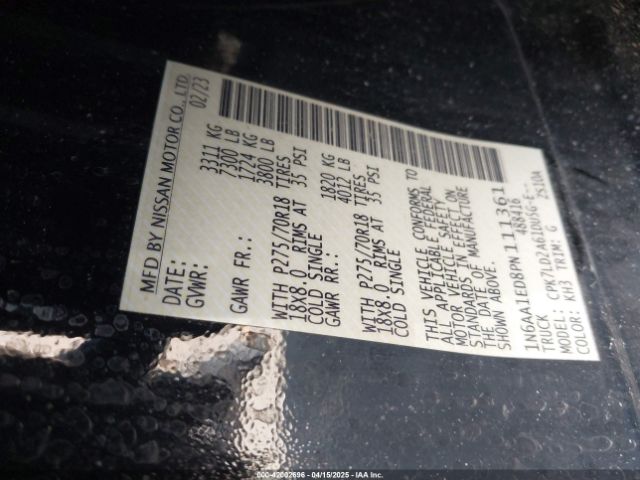 MFD BY NISSAN MOTOR CO., LTD.
DATE: 02/23
GVWR: 3311 KG
7300 LB
GAWR FR.: 1724 KG
3800 LB
WITH P275/70R18 TIRES
18X8.0 RIMS AT 35 PSI
COLD SINGLE
GAWR RR.: 1820 KG
4012 LB
WITH P275/70R18 TIRES
18X8.0 RIMS AT 35 PSI
COLD SINGLE
THIS VEHICLE CONFORMS TO
ALL APPLICABLE FEDERAL
MOTOR VEHICLE SAFETY
STANDARDS IN EFFECT ON
THE DATE OF MANUFACTURE
SHOWN ABOVE.
1N6AA1ED8PN111361
TRUCK 488416
MODEL:
COLOR: KH3 TRIM: G
000-42002696 - 04/15/2025 - IAA Inc.